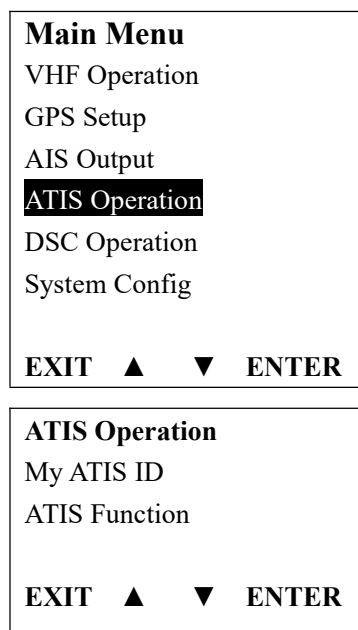 Main Menu
VHF Operation
GPS Setup
AIS Output
ATIS Operation
DSC Operation
System Config
EXIT ▲ ▼ ENTER
ATIS Operation
My ATIS ID
ATIS Function
EXIT ▲ ▼ ENTER